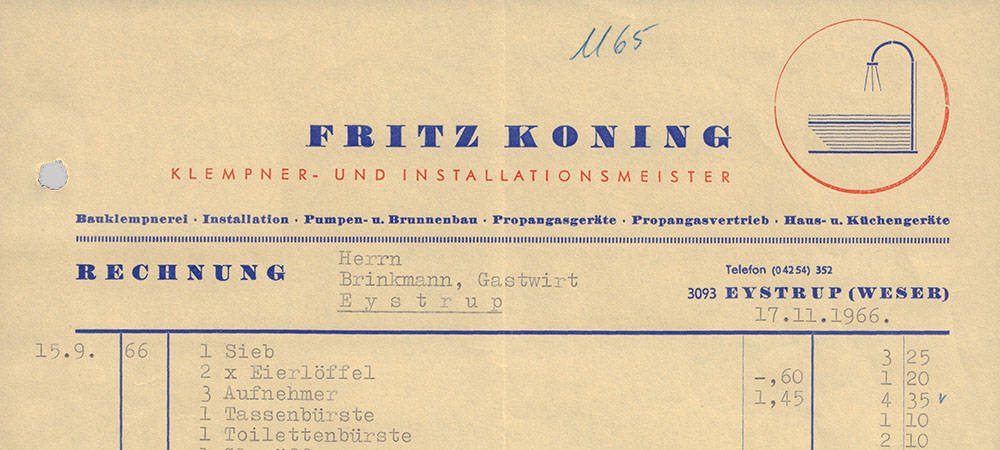 1165
FRITZ KONING
KLEMPNER- UND INSTALLATIONSMEISTER
Bauklempnerei · Installation · Pumpen- u. Brunnenbau · Propangasgeräte · Propangasvertrieb · Haus- u. Küchengeräte
RECHNUNG
Herrn
Brinkmann, Gastwirt
Eystrup
Telefon (04254) 352
3093 EYSTRUP (WESER)
17.11.1966.
15.9. 66 1 Sieb 3 25
2 x Eierlöffel -,60 1 20
3 Aufnehmer 1,45 4 35 v
1 Tassenbürste 1 10
1 Toilettenbürste 2 10